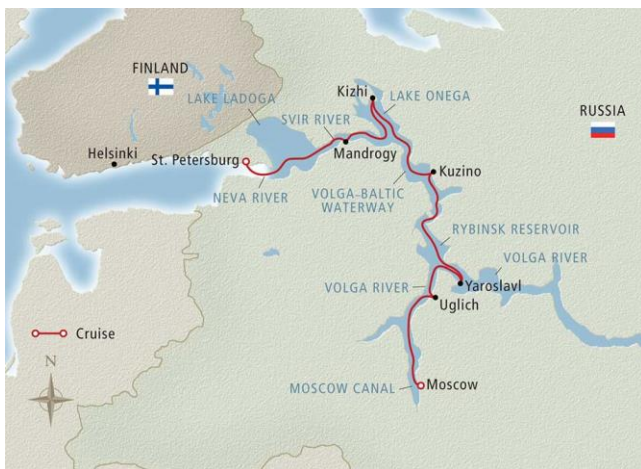 FINLAND
Kizhi
LAKE ONEGA
LAKE LADOGA
SVIR RIVER
RUSSIA
Helsinki
St. Petersburg
Mandrogy
Kuzino
NEVA RIVER
VOLGA-BALTIC
WATERWAY
RYBINSK RESERVOIR
VOLGA RIVER
VOLGA RIVER
Yaroslavl
Uglich
Cruise
N
MOSCOW CANAL
Moscow